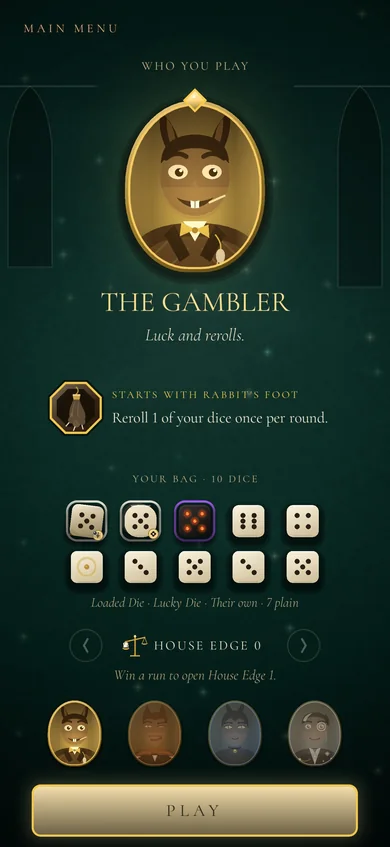 MAIN MENU
WHO YOU PLAY
THE GAMBLER
Luck and rerolls.
STARTS WITH RABBIT'S FOOT
Reroll 1 of your dice once per round.
YOUR BAG · 10 DICE
Loaded Die · Lucky Die · Their own · 7 plain
HOUSE EDGE 0
Win a run to open House Edge 1.
PLAY